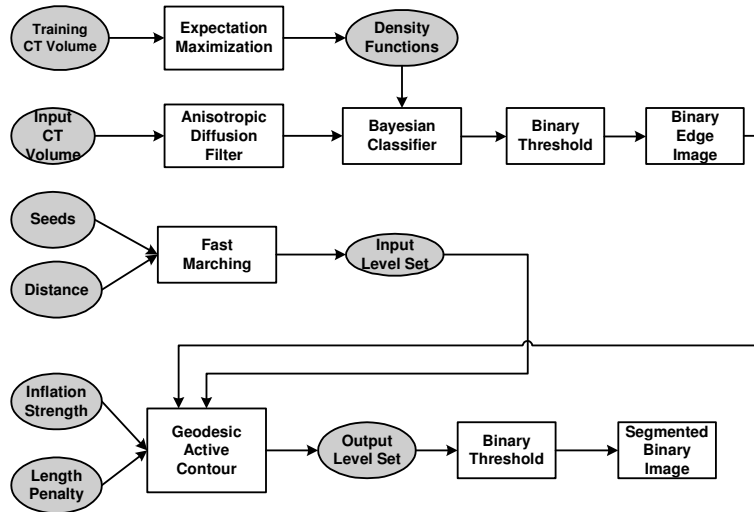 Training
CT Volume
Expectation
Maximization
Density
Functions
Input
CT
Volume
Anisotropic
Diffusion
Filter
Bayesian
Classifier
Binary
Threshold
Binary
Edge
Image
Seeds
Distance
Fast
Marching
Input
Level Set
Inflation
Strength
Length
Penalty
Geodesic
Active
Contour
Output
Level Set
Binary
Threshold
Segmented
Binary
Image